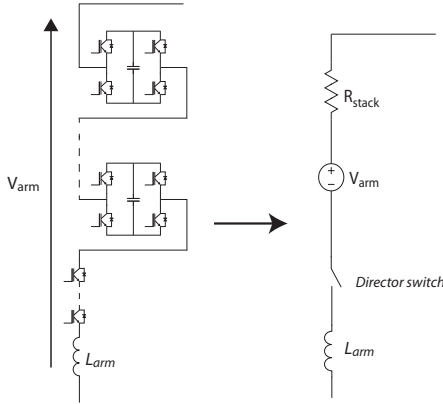 R_stack
V_arm
V_arm
+
−
Director switch
L_arm
L_arm